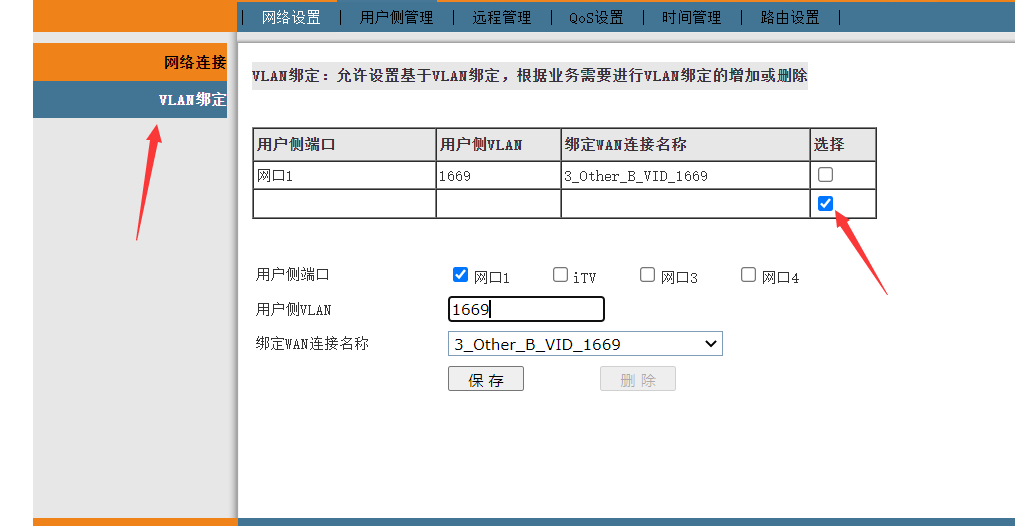 网络设置 | 用户侧管理 | 远程管理 | QoS设置 | 时间管理 | 路由设置 |
网络连接
VLAN绑定
VLAN绑定：允许设置基于VLAN绑定，根据业务需要进行VLAN绑定的增加或删除
用户侧端口 用户侧VLAN 绑定WAN连接名称 选择
网口1 1669 3_Other_B_VID_1669
用户侧端口 网口1 iTV 网口3 网口4
用户侧VLAN 1669
绑定WAN连接名称 3_Other_B_VID_1669
保存 删除